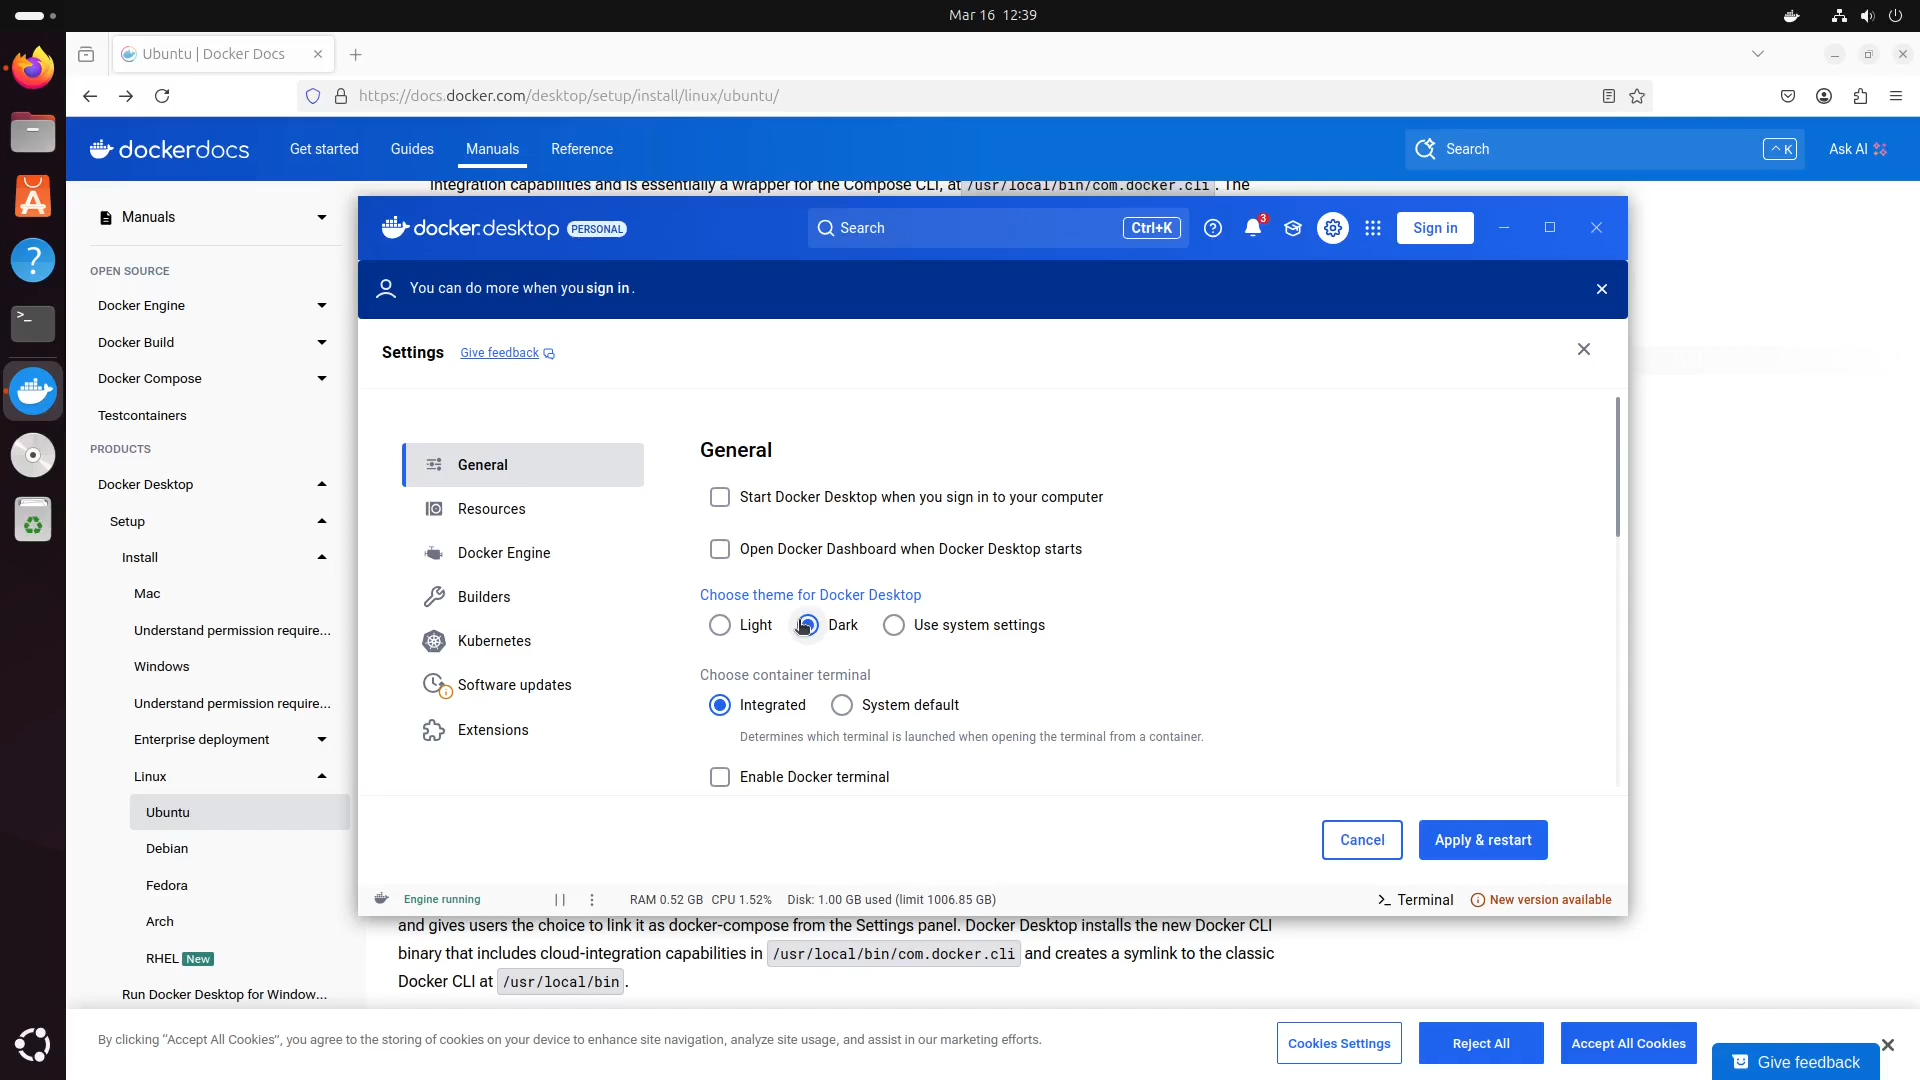 Mar 16 12:39
Ubuntu | Docker Docs
https://docs.docker.com/desktop/setup/install/linux/ubuntu/
dockerdocs
Get started
Guides
Manuals
Reference
Search
^ K
Ask AI
integration capabilities and is essentially a wrapper for the Compose CLI, at /usr/local/bin/com.docker.cli . The
Manuals
OPEN SOURCE
Docker Engine
Docker Build
Docker Compose
Testcontainers
PRODUCTS
Docker Desktop
Setup
Install
Mac
Understand permission require...
Windows
Understand permission require...
Enterprise deployment
Linux
Ubuntu
Debian
Fedora
Arch
RHEL New
Run Docker Desktop for Window...
docker.desktop PERSONAL
Search
Ctrl+K
3
Sign in
You can do more when you sign in .
Settings
Give feedback
General
Resources
Docker Engine
Builders
Kubernetes
Software updates
Extensions
General
Start Docker Desktop when you sign in to your computer
Open Docker Dashboard when Docker Desktop starts
Choose theme for Docker Desktop
Light
Dark
Use system settings
Choose container terminal
Integrated
System default
Determines which terminal is launched when opening the terminal from a container.
Enable Docker terminal
Cancel
Apply & restart
Engine running
RAM 0.52 GB CPU 1.52% Disk: 1.00 GB used (limit 1006.85 GB)
Terminal
New version available
and gives users the choice to link it as docker-compose from the Settings panel. Docker Desktop installs the new Docker CLI
binary that includes cloud-integration capabilities in /usr/local/bin/com.docker.cli and creates a symlink to the classic
Docker CLI at /usr/local/bin .
By clicking “Accept All Cookies”, you agree to the storing of cookies on your device to enhance site navigation, analyze site usage, and assist in our marketing efforts.
Cookies Settings
Reject All
Accept All Cookies
Give feedback